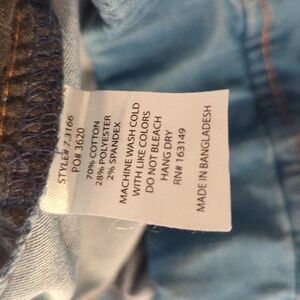 STYLE# 73166
PO# 3620
70% COTTON
28% POLYESTER
2% SPANDEX
MACHINE WASH COLD
WITH LIKE COLORS
DO NOT BLEACH
HANG DRY
RN# 163149
MADE IN BANGLADESH